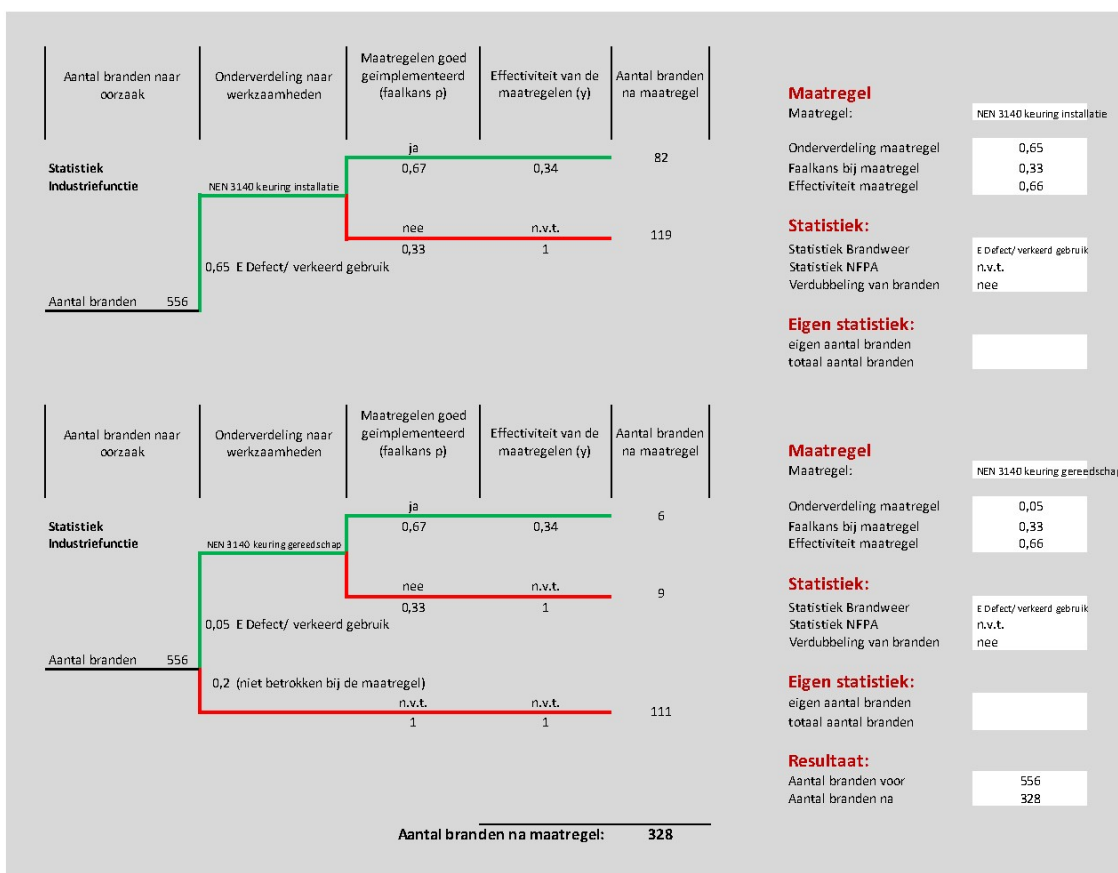 Aantal branden naar oorzaak
Onderverdeling naar werkzaamheden
Maatregelen goed geïmplementeerd (faalkans p)
Effectiviteit van de maatregelen (y)
Aantal branden na maatregel
Statistiek
Industriefunctie
NEN 3140 keuring installatie
ja
0,67 0,34
82
nee n.v.t.
0,33 1
119
0,65 E Defect/ verkeerd gebruik
Aantal branden 556
Maatregel
Maatregel: NEN 3140 keuring installatie
Onderverdeling maatregel 0,65
Faalkans bij maatregel 0,33
Effectiviteit maatregel 0,66
Statistiek:
Statistiek Brandweer E Defect/ verkeerd gebruik
Statistiek NFPA n.v.t.
Verdubbeling van branden nee
Eigen statistiek:
eigen aantal branden
totaal aantal branden
Aantal branden naar oorzaak
Onderverdeling naar werkzaamheden
Maatregelen goed geïmplementeerd (faalkans p)
Effectiviteit van de maatregelen (y)
Aantal branden na maatregel
Statistiek
Industriefunctie
NEN 3140 keuring gereedschap
ja
0,67 0,34
6
nee n.v.t.
0,33 1
9
0,05 E Defect/ verkeerd gebruik
Aantal branden 556
0,2 (niet betrokken bij de maatregel)
n.v.t. n.v.t.
1 1
111
Maatregel
Maatregel: NEN 3140 keuring gereedschap
Onderverdeling maatregel 0,05
Faalkans bij maatregel 0,33
Effectiviteit maatregel 0,66
Statistiek:
Statistiek Brandweer E Defect/ verkeerd gebruik
Statistiek NFPA n.v.t.
Verdubbeling van branden nee
Eigen statistiek:
eigen aantal branden
totaal aantal branden
Resultaat:
Aantal branden voor 556
Aantal branden na 328
Aantal branden na maatregel: 328